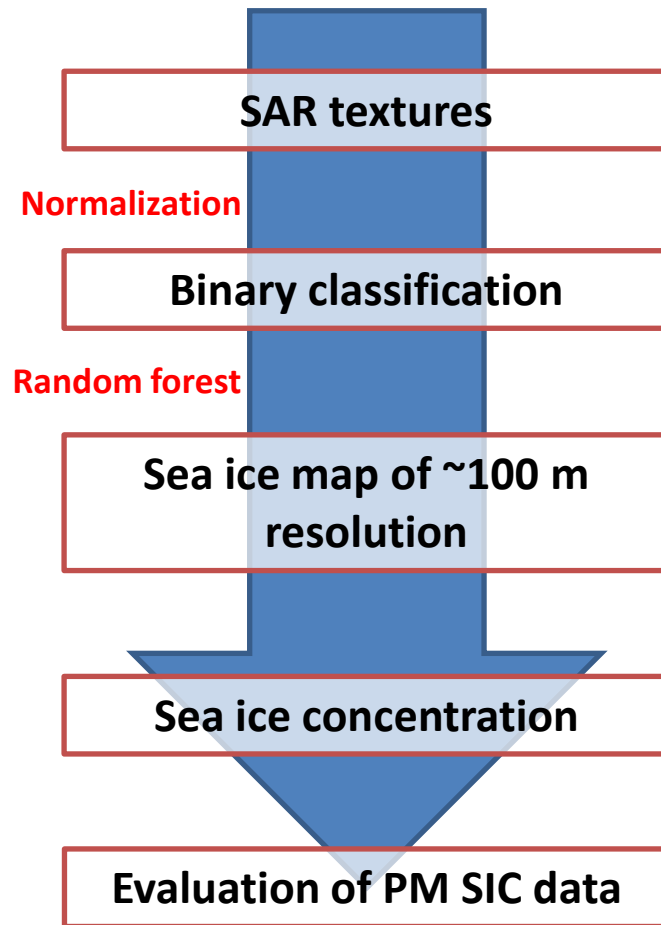 SAR textures
Normalization
Binary classification
Random forest
Sea ice map of ~100 m
resolution
Sea ice concentration
Evaluation of PM SIC data